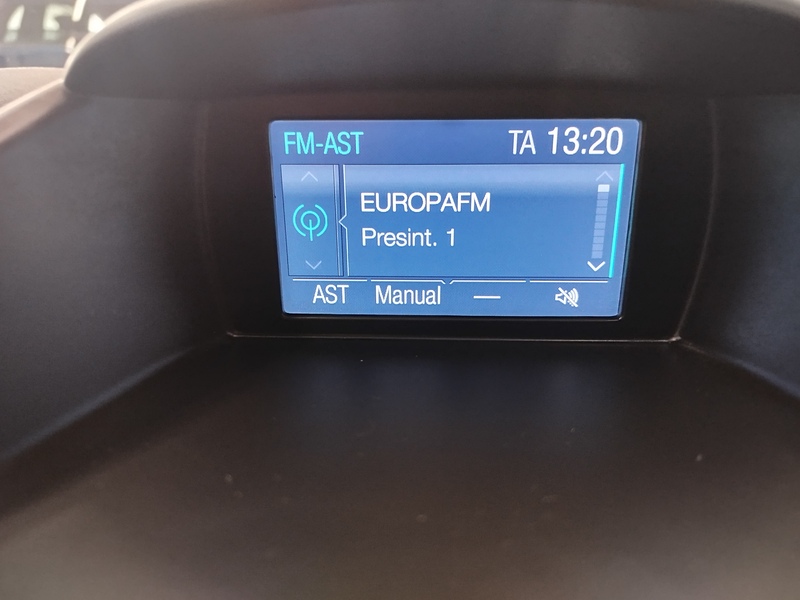 FM-AST TA 13:20
EUROPAFM
Presint. 1
AST Manual —